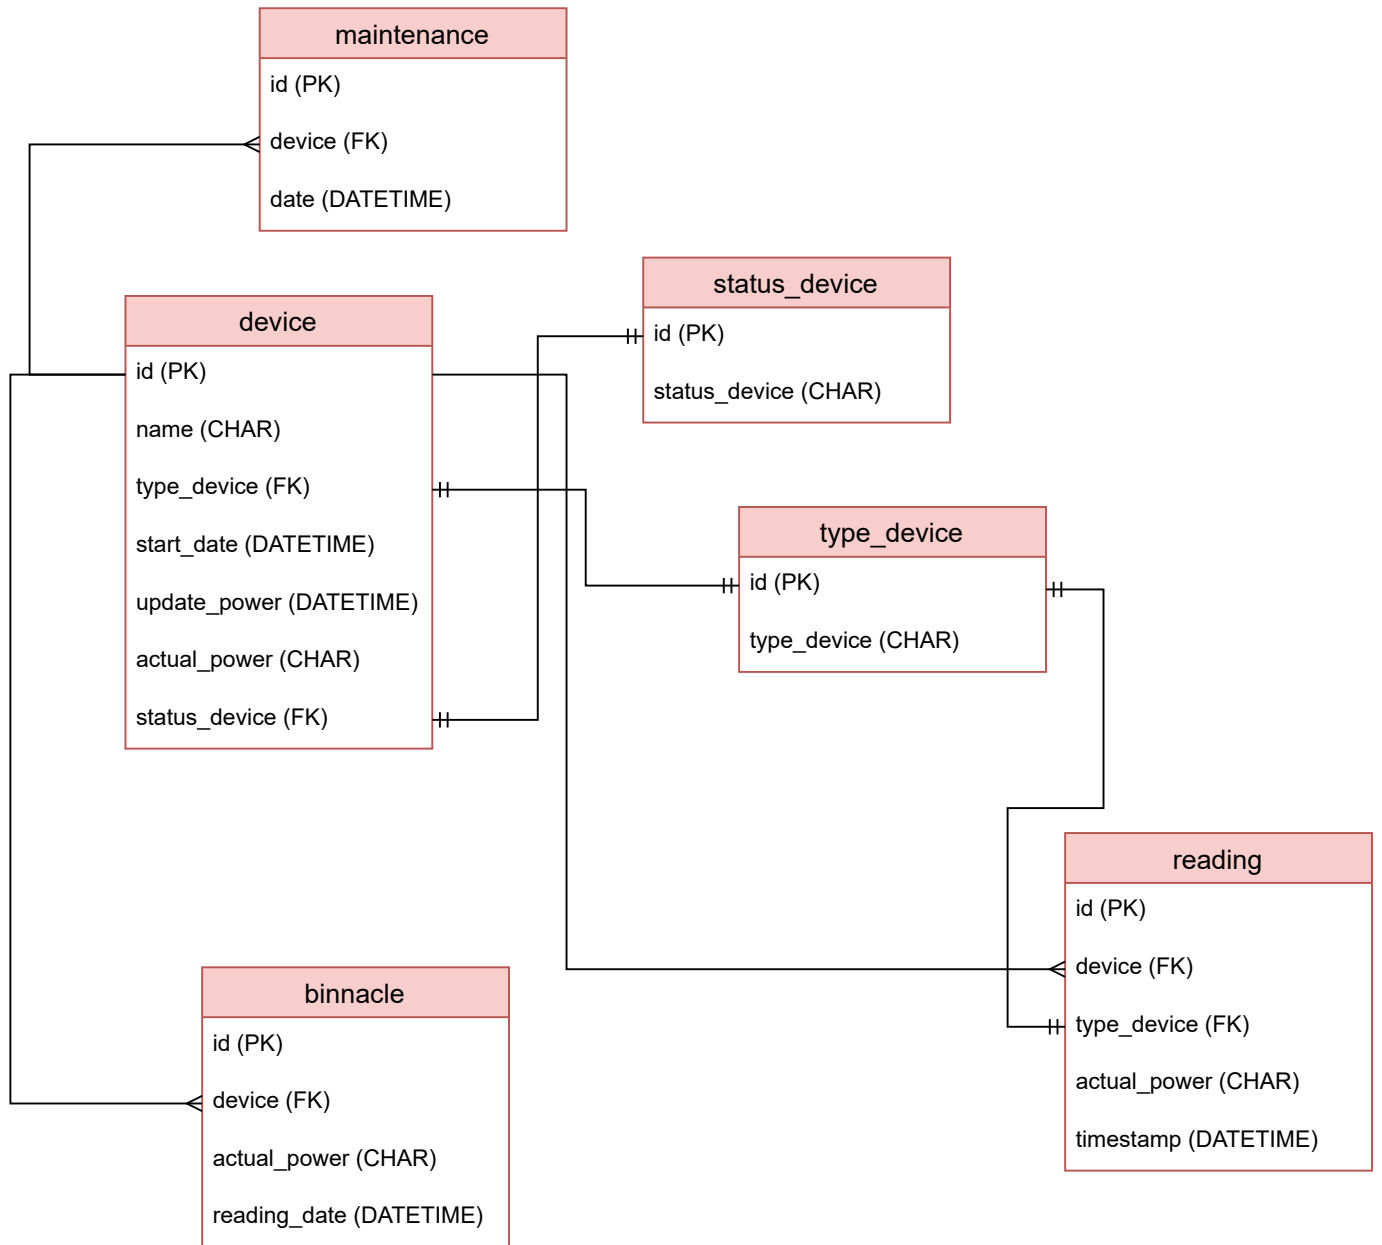 maintenance
id (PK)
device (FK)
date (DATETIME)
status_device
id (PK)
status_device (CHAR)
device
id (PK)
name (CHAR)
type_device (FK)
start_date (DATETIME)
update_power (DATETIME)
actual_power (CHAR)
status_device (FK)
type_device
id (PK)
type_device (CHAR)
reading
id (PK)
device (FK)
type_device (FK)
actual_power (CHAR)
timestamp (DATETIME)
binnacle
id (PK)
device (FK)
actual_power (CHAR)
reading_date (DATETIME)